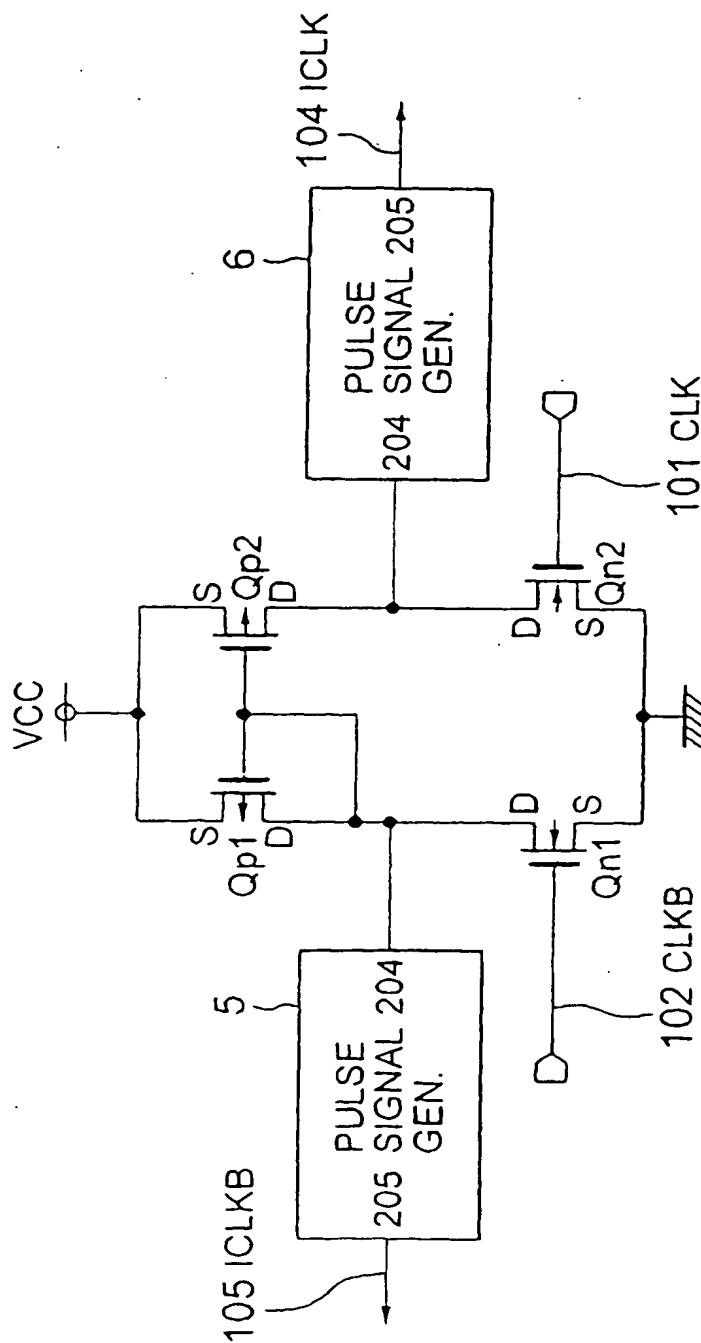 VCC
S
S
Qp1
Qp2
D
D
5
6
105 ICLKB
PULSE
205 SIGNAL 204
GEN.
PULSE
204 SIGNAL 205
GEN.
104 ICLK
D
D
Qn1
Qn2
S
S
102 CLKB
101 CLK